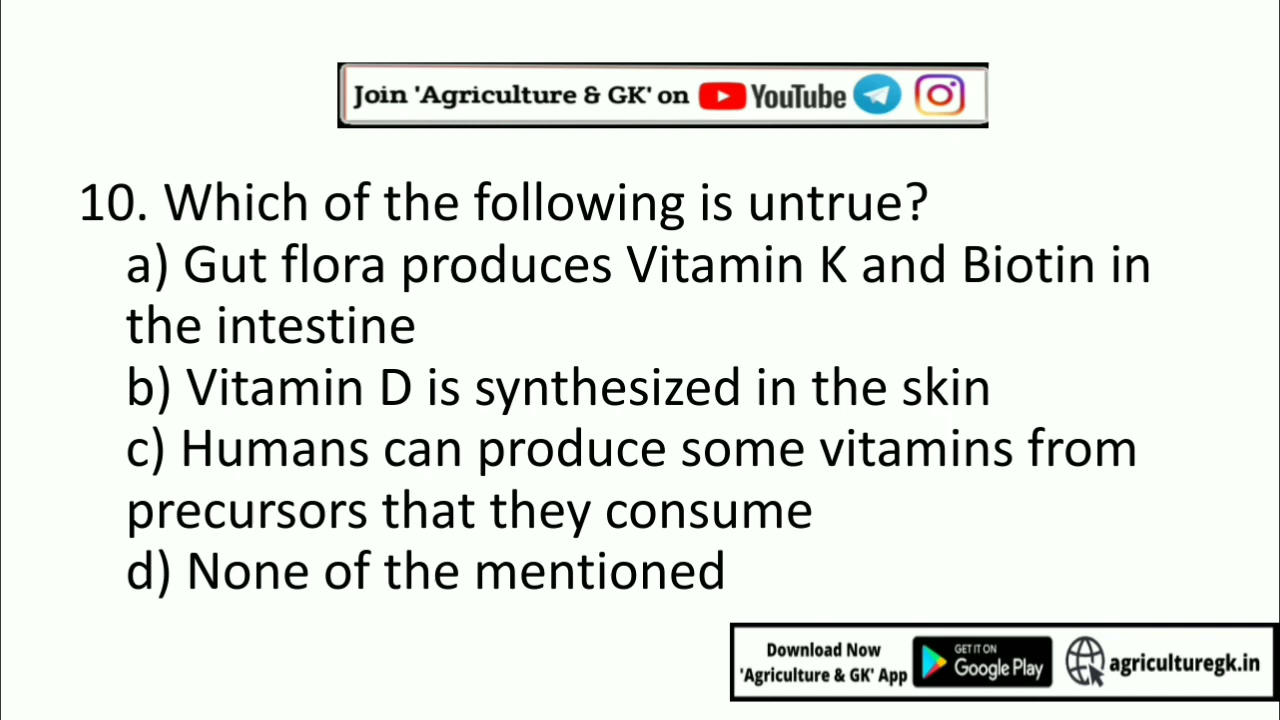 Join 'Agriculture & GK' on YouTube
10. Which of the following is untrue?
a) Gut flora produces Vitamin K and Biotin in
the intestine
b) Vitamin D is synthesized in the skin
c) Humans can produce some vitamins from
precursors that they consume
d) None of the mentioned
Download Now
'Agriculture & GK' App
GET IT ON
Google Play
agriculturegk.in